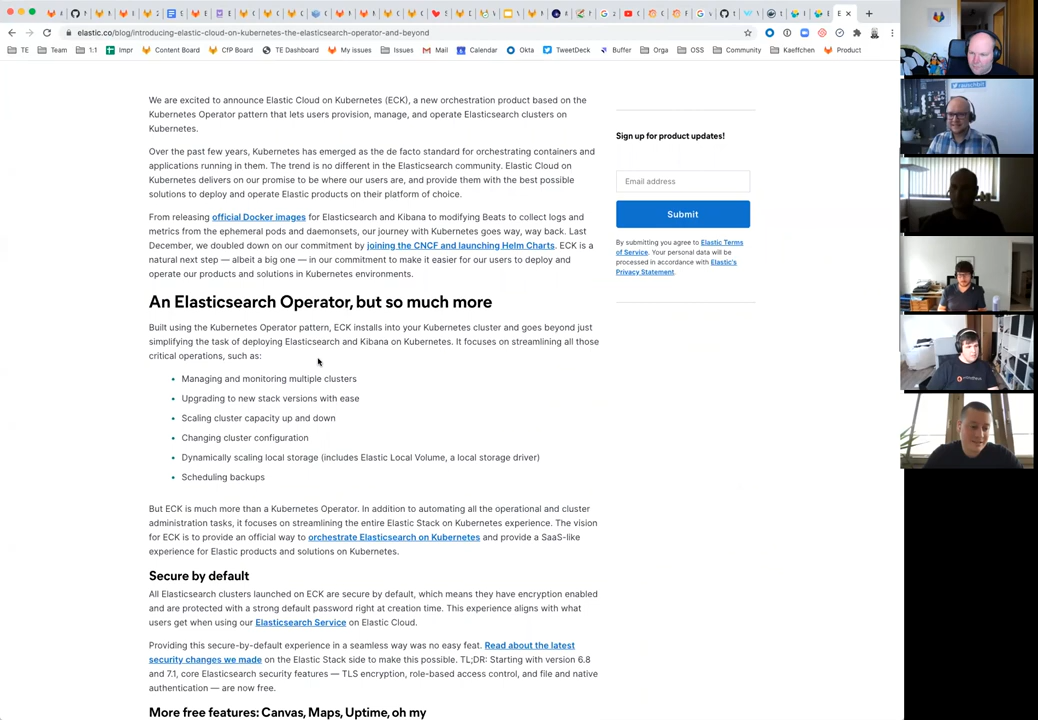 elastic.co/blog/introducing-elastic-cloud-on-kubernetes-the-elasticsearch-operator-and-beyond
TE
Team
1:1
Impr
Content Board
CfP Board
TE Dashboard
My issues
Issues
Mail
Calendar
Okta
TweetDeck
Buffer
Orga
OSS
Community
Kaeffchen
Product
We are excited to announce Elastic Cloud on Kubernetes (ECK), a new orchestration product based on the
Kubernetes Operator pattern that lets users provision, manage, and operate Elasticsearch clusters on
Kubernetes.
Over the past few years, Kubernetes has emerged as the de facto standard for orchestrating containers and
applications running in them. The trend is no different in the Elasticsearch community. Elastic Cloud on
Kubernetes delivers on our promise to be where our users are, and provide them with the best possible
solutions to deploy and operate Elastic products on their platform of choice.
From releasing official Docker images for Elasticsearch and Kibana to modifying Beats to collect logs and
metrics from the ephemeral pods and daemonsets, our journey with Kubernetes goes way, way back. Last
December, we doubled down on our commitment by joining the CNCF and launching Helm Charts. ECK is a
natural next step — albeit a big one — in our commitment to make it easier for our users to deploy and
operate our products and solutions in Kubernetes environments.
An Elasticsearch Operator, but so much more
Built using the Kubernetes Operator pattern, ECK installs into your Kubernetes cluster and goes beyond just
simplifying the task of deploying Elasticsearch and Kibana on Kubernetes. It focuses on streamlining all those
critical operations, such as:
• Managing and monitoring multiple clusters
• Upgrading to new stack versions with ease
• Scaling cluster capacity up and down
• Changing cluster configuration
• Dynamically scaling local storage (includes Elastic Local Volume, a local storage driver)
• Scheduling backups
But ECK is much more than a Kubernetes Operator. In addition to automating all the operational and cluster
administration tasks, it focuses on streamlining the entire Elastic Stack on Kubernetes experience. The vision
for ECK is to provide an official way to orchestrate Elasticsearch on Kubernetes and provide a SaaS-like
experience for Elastic products and solutions on Kubernetes.
Secure by default
All Elasticsearch clusters launched on ECK are secure by default, which means they have encryption enabled
and are protected with a strong default password right at creation time. This experience aligns with what
users get when using our Elasticsearch Service on Elastic Cloud.
Providing this secure-by-default experience in a seamless way was no easy feat. Read about the latest
security changes we made on the Elastic Stack side to make this possible. TL;DR: Starting with version 6.8
and 7.1, core Elasticsearch security features — TLS encryption, role-based access control, and file and native
authentication — are now free.
More free features: Canvas, Maps, Uptime, oh my
Sign up for product updates!
Email address
Submit
By submitting you agree to Elastic Terms
of Service. Your personal data will be
processed in accordance with Elastic's
Privacy Statement.